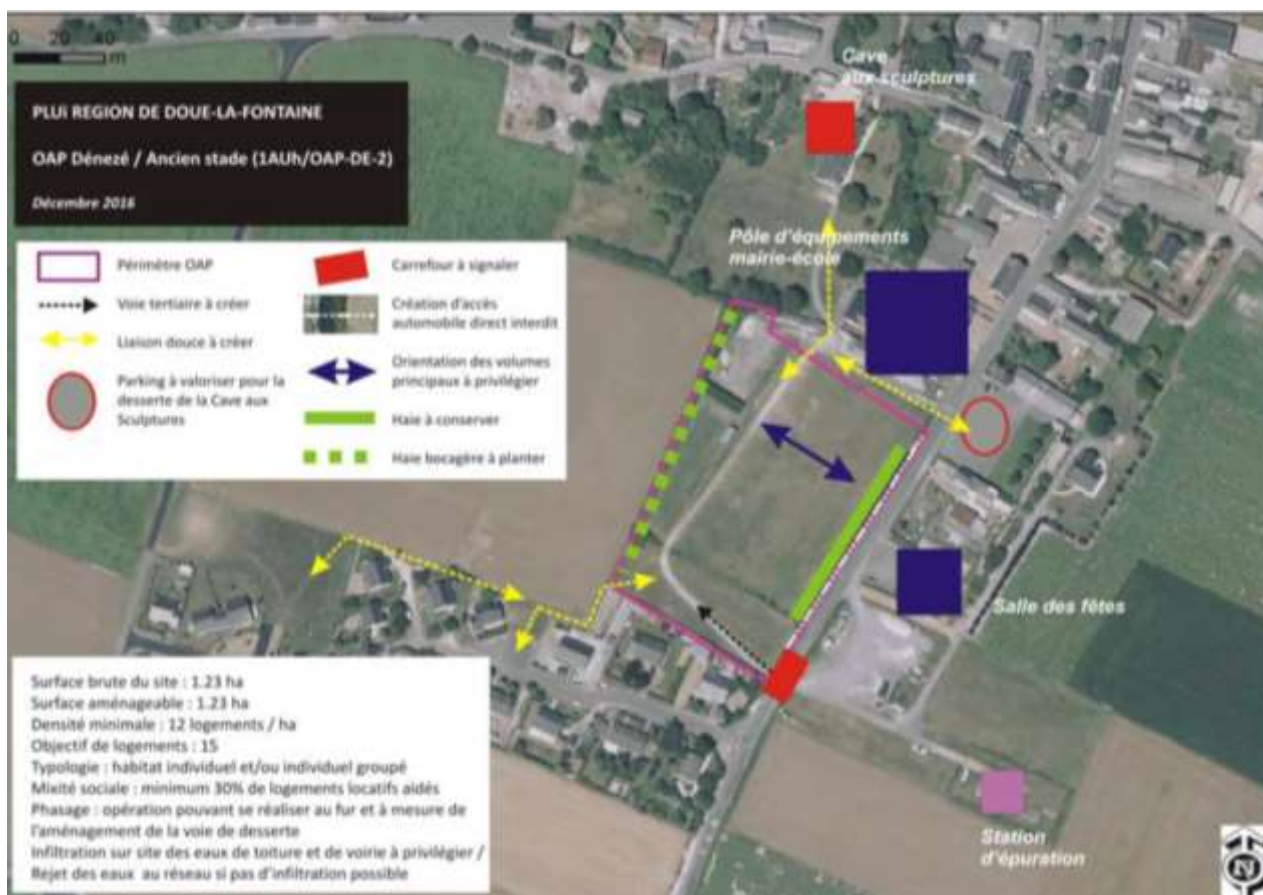 0 20 40
m
PLUi REGION DE DOUE-LA-FONTAINE
OAP Dénezé / Ancien stade (1AUh/OAP-DE-2)
Décembre 2016
Périmètre OAP
Voie tertiaire à créer
Liaison douce à créer
Parking à valoriser pour la
desserte de la Cave aux
Sculptures
Carrefour à signaler
Création d'accès
automobile direct interdit
Orientation des volumes
principaux à privilégier
Haie à conserver
Haie bocagère à planter
Cave
aux sculptures
Pôle d'équipements
mairie-école
Salle des fêtes
Station
d'épuration
Surface brute du site : 1.23 ha
Surface aménageable : 1.23 ha
Densité minimale : 12 logements / ha
Objectif de logements : 15
Typologie : habitat individuel et/ou individuel groupé
Mixité sociale : minimum 30% de logements locatifs aidés
Phasage : opération pouvant se réaliser au fur et à mesure de
l'aménagement de la voie de desserte
Infiltration sur site des eaux de toiture et de voirie à privilégier /
Rejet des eaux au réseau si pas d'infiltration possible
N